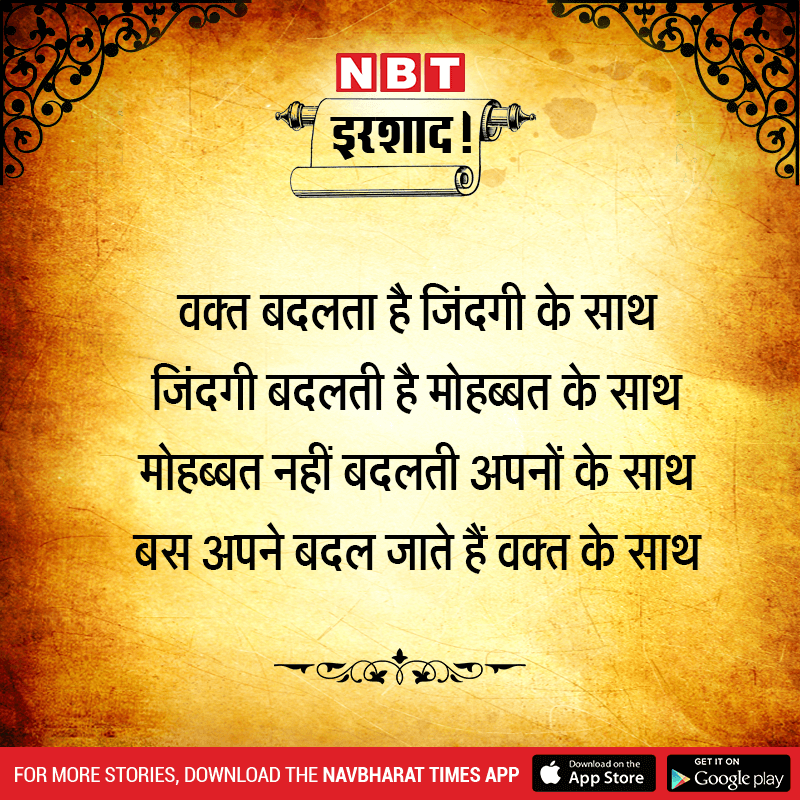 NBT
इरशाद!
वक्त बदलता है जिंदगी के साथ
जिंदगी बदलती है मोहब्बत के साथ
मोहब्बत नहीं बदलती अपनों के साथ
बस अपने बदल जाते हैं वक्त के साथ
FOR MORE STORIES, DOWNLOAD THE NAVBHARAT TIMES APP
Download on the
App Store
GET IT ON
Google play